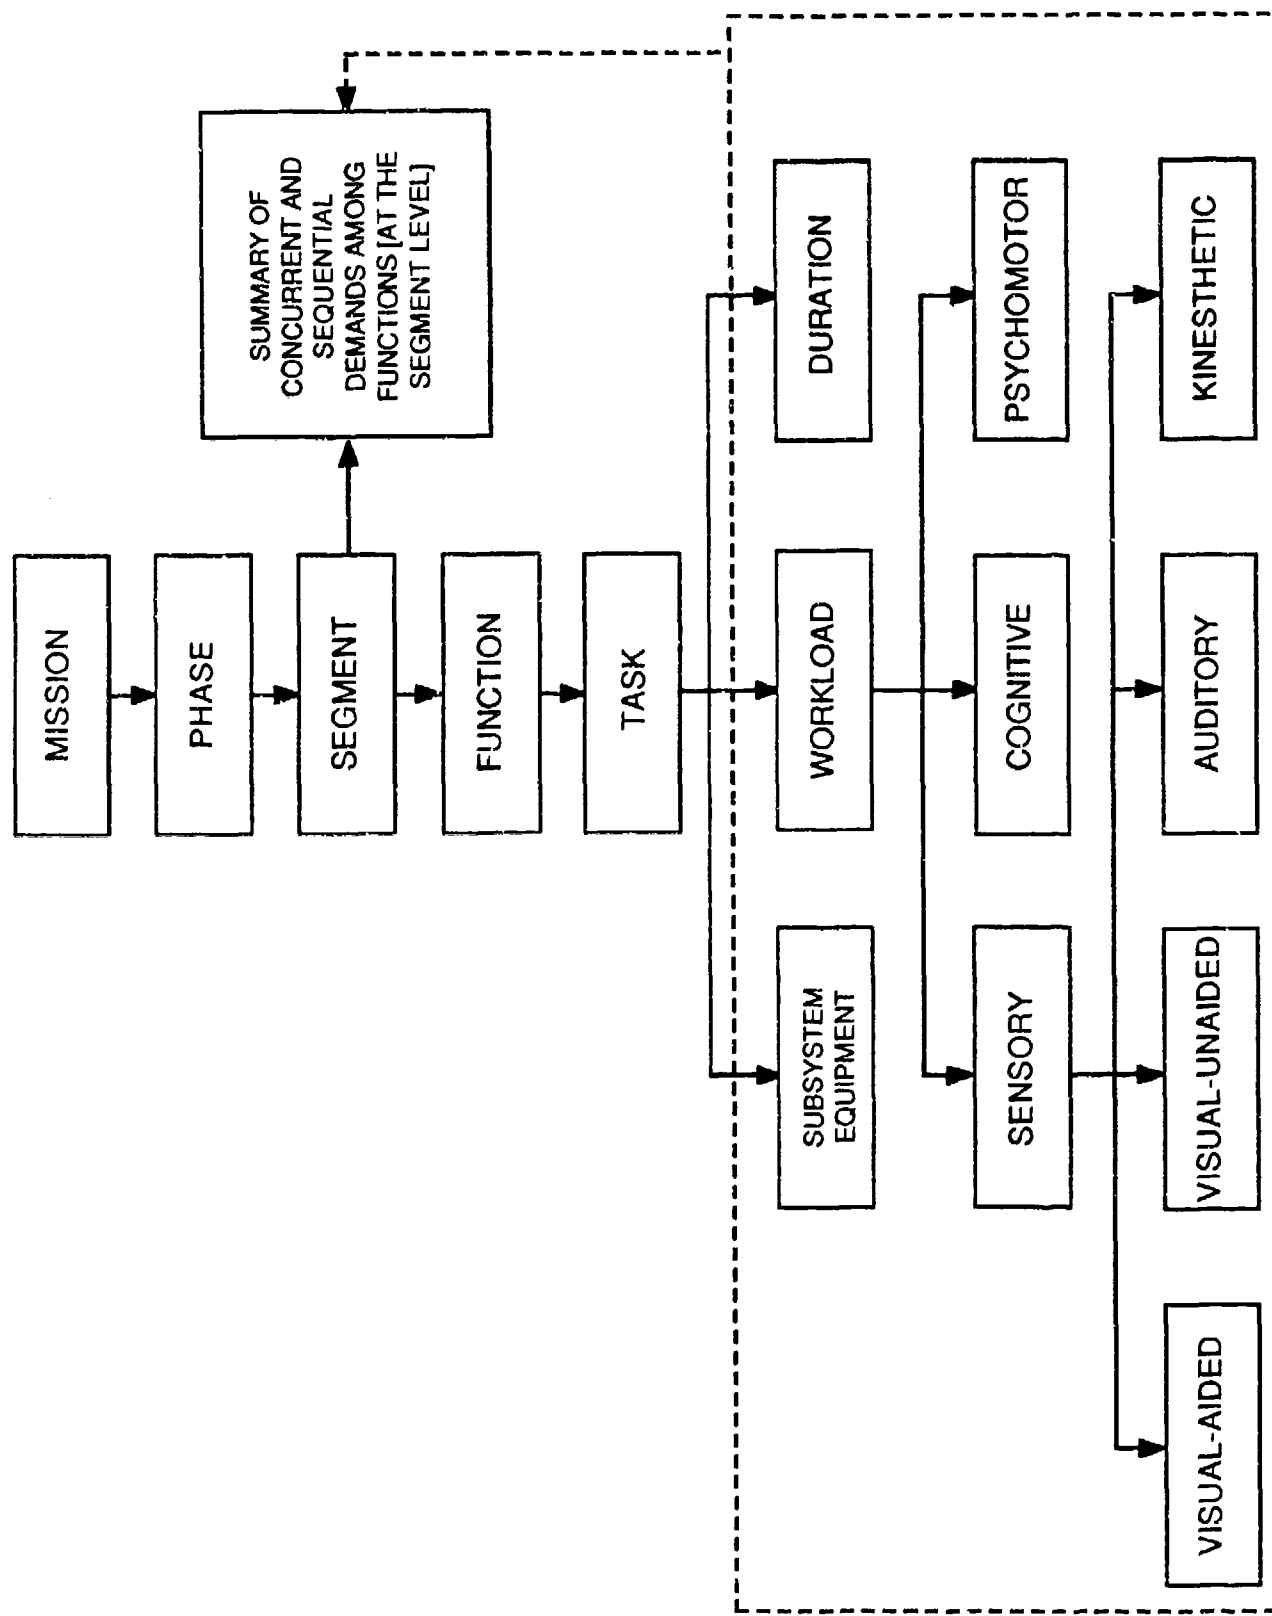 MISSION
PHASE
SEGMENT
SUMMARY OF
CONCURRENT AND
SEQUENTIAL
DEMANDS AMONG
FUNCTIONS [AT THE
SEGMENT LEVEL]
FUNCTION
TASK
SUBSYSTEM
EQUIPMENT
WORKLOAD
DURATION
SENSORY
COGNITIVE
PSYCHOMOTOR
VISUAL-AIDED
VISUAL-UNAIDED
AUDITORY
KINESTHETIC